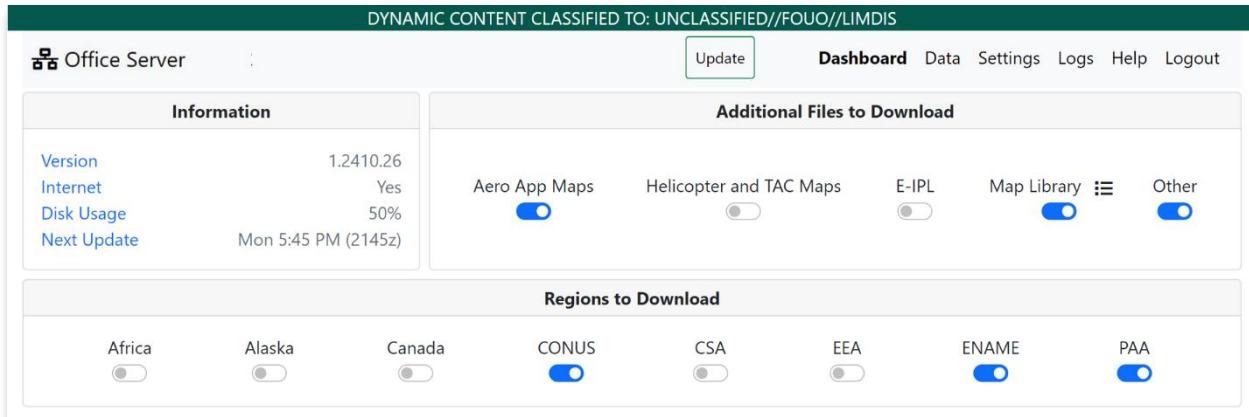 DYNAMIC CONTENT CLASSIFIED TO: UNCLASSIFIED//FOUO//LIMDIS
Office Server Update Dashboard Data Settings Logs Help Logout
Information
Version 1.2410.26
Internet Yes
Disk Usage 50%
Next Update Mon 5:45 PM (2145z)
Additional Files to Download
Aero App Maps Helicopter and TAC Maps E-IPL Map Library Other
Regions to Download
Africa Alaska Canada CONUS CSA EEA ENAME PAA